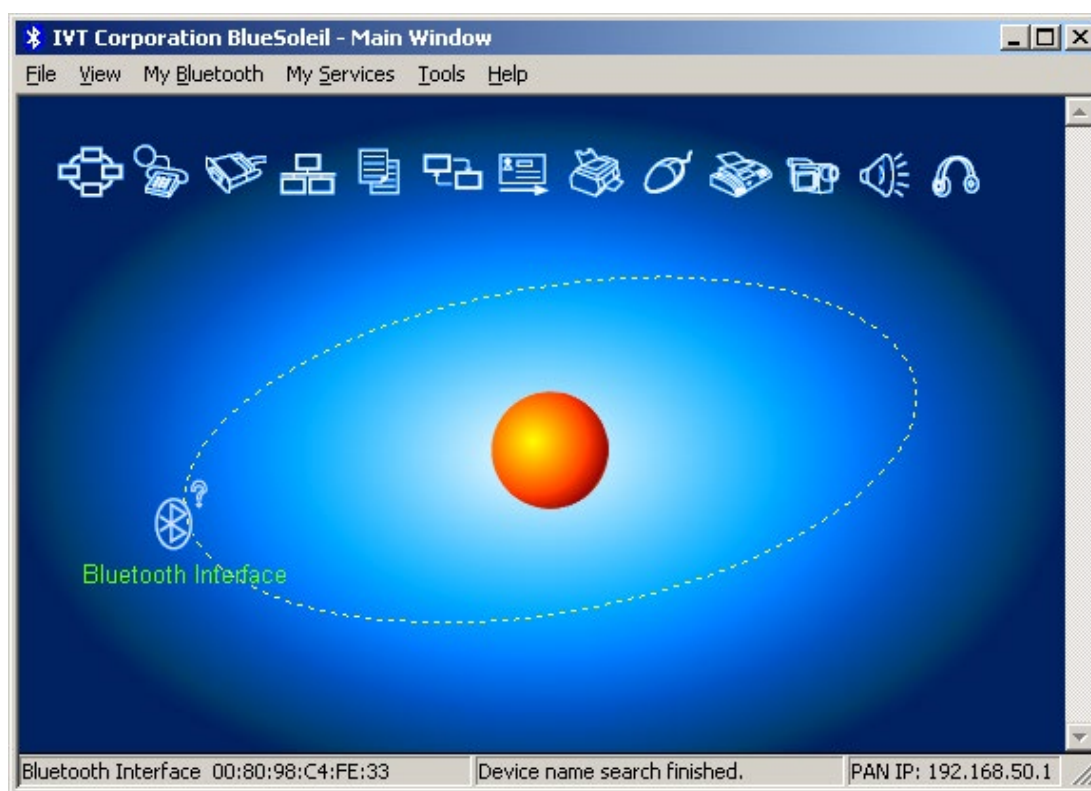 IVT Corporation BlueSoleil - Main Window
File View My Bluetooth My Services Tools Help
Bluetooth Interface
Bluetooth Interface 00:80:98:C4:FE:33 Device name search finished. PAN IP: 192.168.50.1